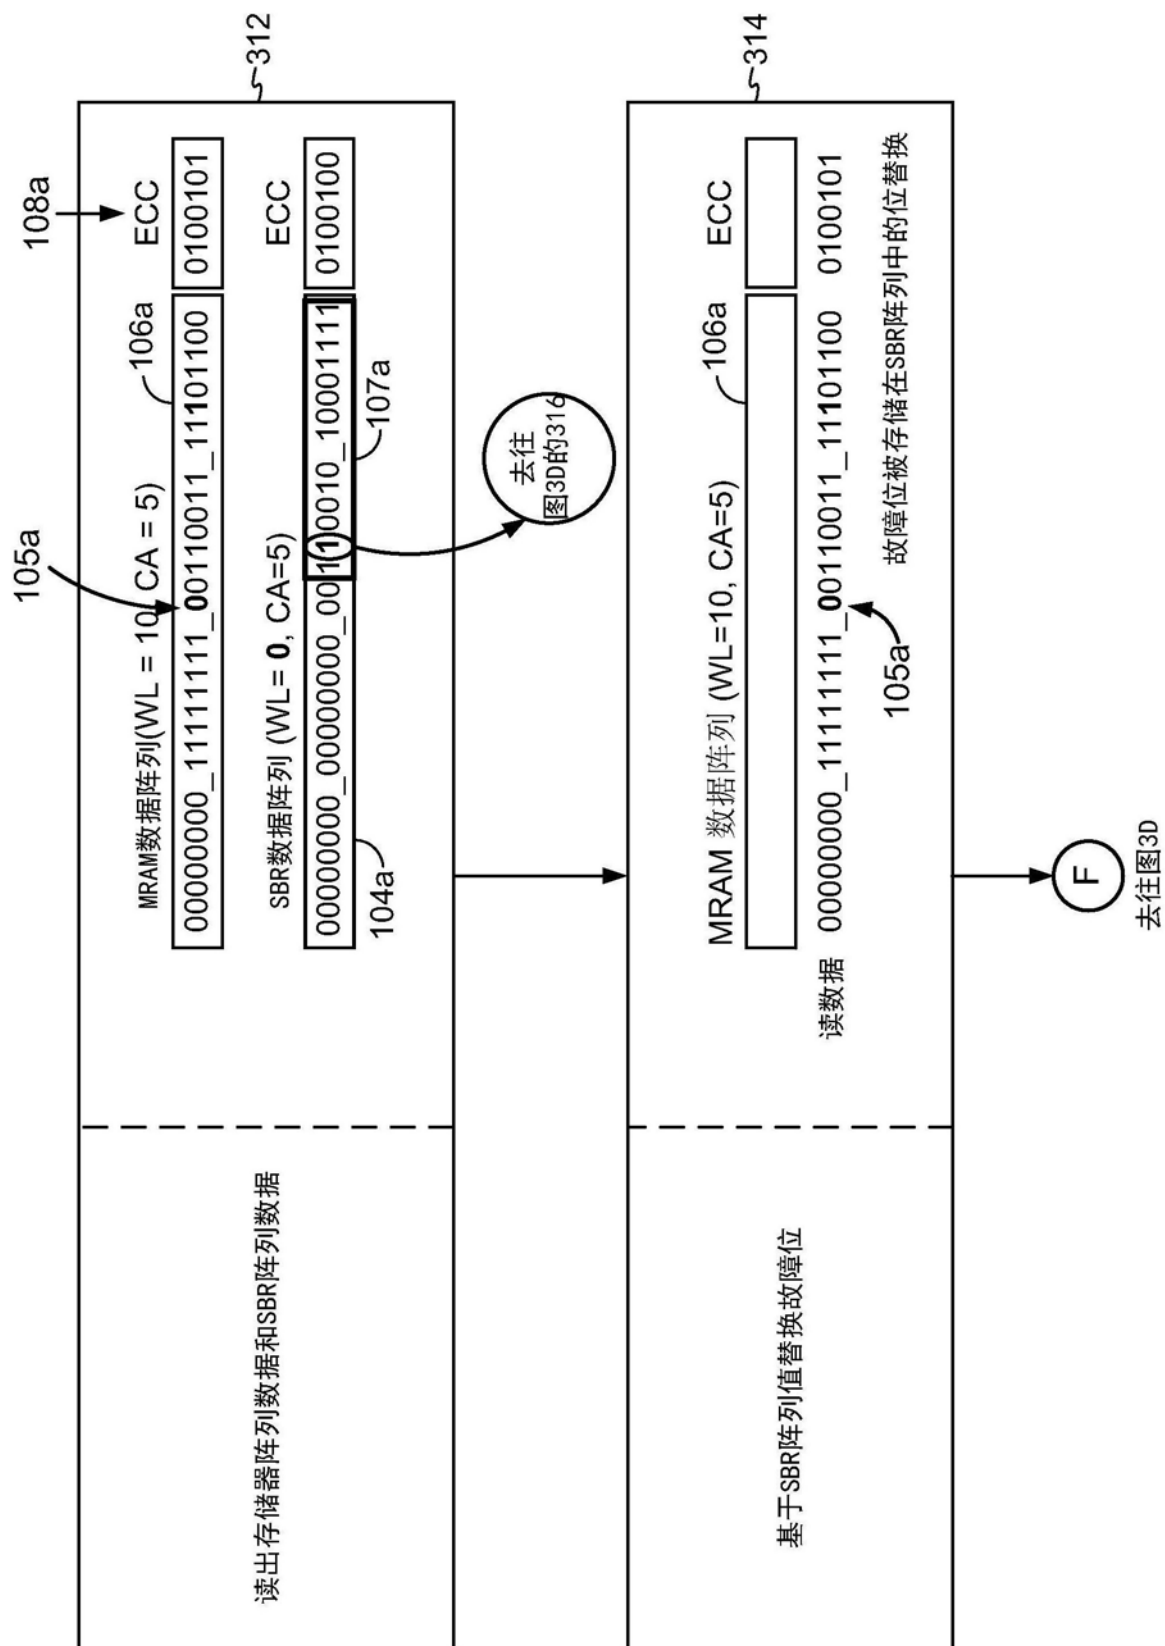 108a
105a
312
MRAM数据阵列(WL = 10, CA = 5)
ECC
106a
00000000_11111111_00110011_11101100
0100101
读出存储器阵列数据和SBR阵列数据
SBR数据阵列 (WL= 0, CA=5)
ECC
00000000_00000000_00110010_10001111
0100100
104a
107a
去往
图3D的316
314
MRAM 数据阵列 (WL=10, CA=5)
106a
ECC
基于SBR阵列值替换故障位
读数据
00000000_11111111_00110011_11101100
0100101
105a
故障位被存储在SBR阵列中的位替换
F
去往图3D